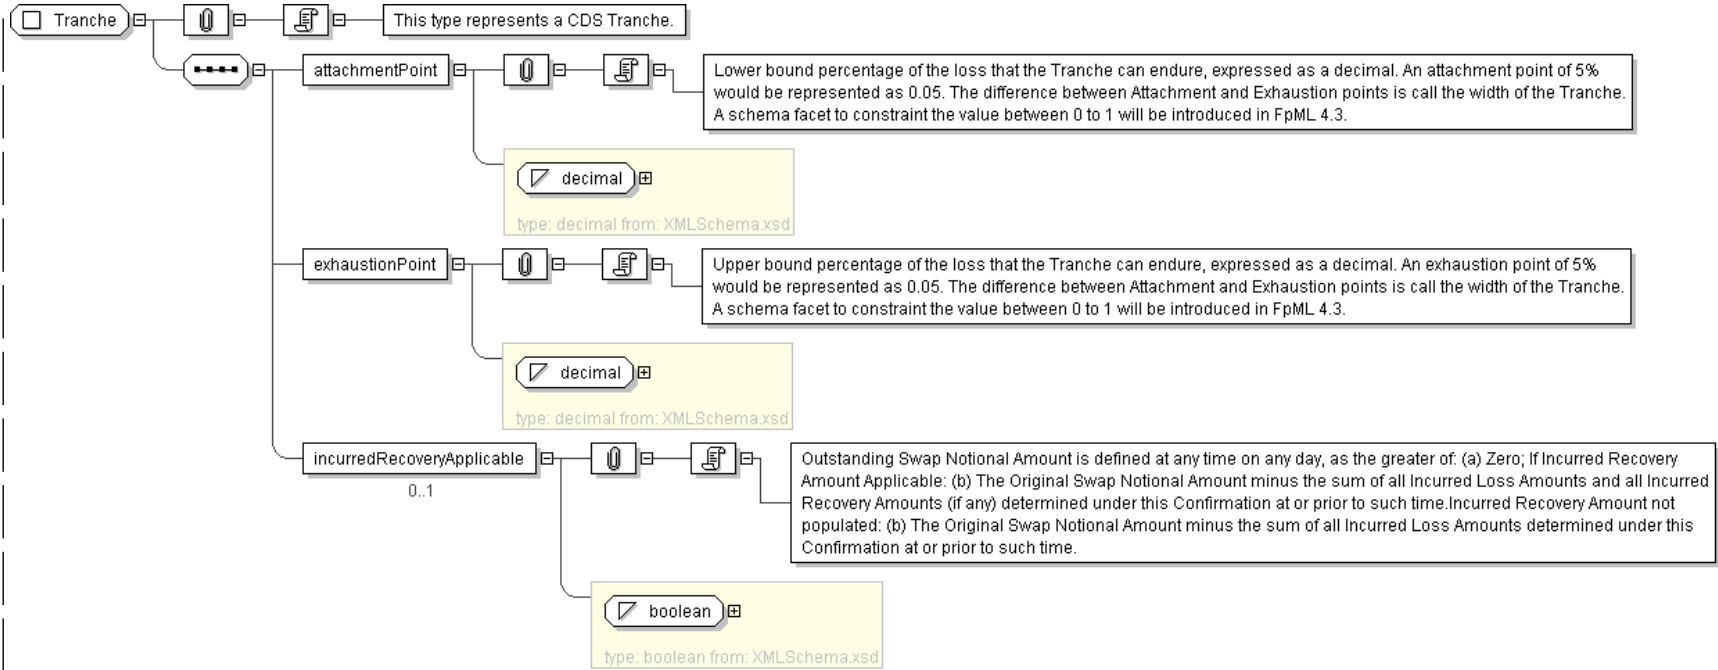 Tranche
This type represents a CDS Tranche.
attachmentPoint
Lower bound percentage of the loss that the Tranche can endure, expressed as a decimal. An attachment point of 5%
would be represented as 0.05. The difference between Attachment and Exhaustion points is call the width of the Tranche.
A schema facet to constraint the value between 0 to 1 will be introduced in FpML 4.3.
decimal
type: decimal from: XMLSchema.xsd
exhaustionPoint
Upper bound percentage of the loss that the Tranche can endure, expressed as a decimal. An exhaustion point of 5%
would be represented as 0.05. The difference between Attachment and Exhaustion points is call the width of the Tranche.
A schema facet to constraint the value between 0 to 1 will be introduced in FpML 4.3.
decimal
type: decimal from: XMLSchema.xsd
incurredRecoveryApplicable
0..1
Outstanding Swap Notional Amount is defined at any time on any day, as the greater of: (a) Zero; If Incurred Recovery
Amount Applicable: (b) The Original Swap Notional Amount minus the sum of all Incurred Loss Amounts and all Incurred
Recovery Amounts (if any) determined under this Confirmation at or prior to such time.Incurred Recovery Amount not
populated: (b) The Original Swap Notional Amount minus the sum of all Incurred Loss Amounts determined under this
Confirmation at or prior to such time.
boolean
type: boolean from: XMLSchema.xsd